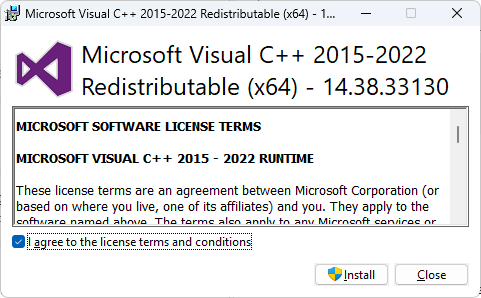 Microsoft Visual C++ 2015-2022 Redistributable (x64) - 1...
Microsoft Visual C++ 2015-2022
Redistributable (x64) - 14.38.33130
MICROSOFT SOFTWARE LICENSE TERMS
MICROSOFT VISUAL C++ 2015 - 2022 RUNTIME
These license terms are an agreement between Microsoft Corporation (or
based on where you live, one of its affiliates) and you. They apply to the
software named above. The terms also apply to any Microsoft services or
I agree to the license terms and conditions
Install
Close